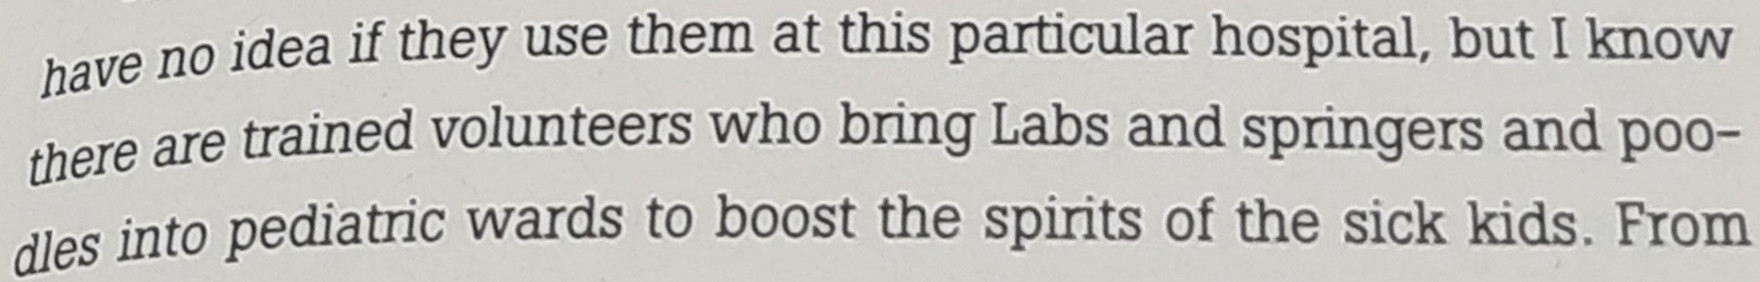 have no idea if they use them at this particular hospital, but I know
there are trained volunteers who bring Labs and springers and poo-
dles into pediatric wards to boost the spirits of the sick kids. From